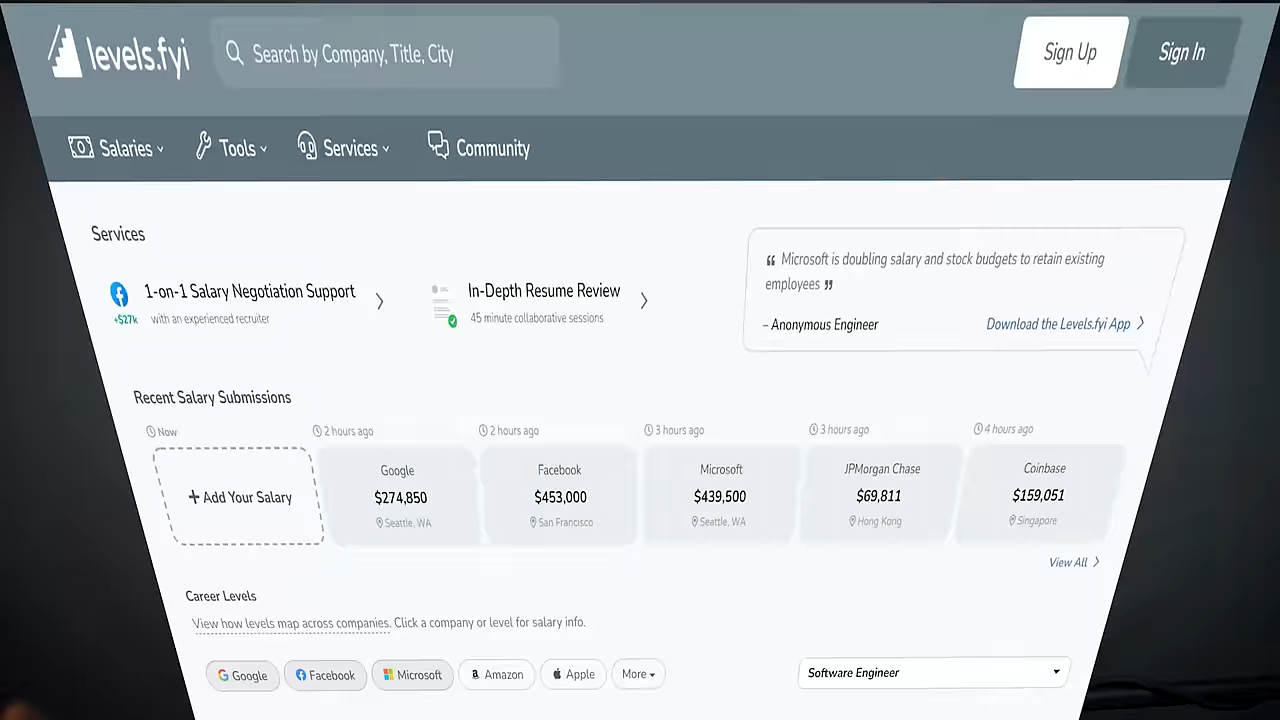 levels.fyi
Search by Company, Title, City
Sign Up
Sign In
Salaries
Tools
Services
Community
Services
1-on-1 Salary Negotiation Support
+$27k
with an experienced recruiter
In-Depth Resume Review
45 minute collaborative sessions
“ Microsoft is doubling salary and stock budgets to retain existing
employees ”
– Anonymous Engineer
Download the Levels.fyi App
Recent Salary Submissions
Now
2 hours ago
2 hours ago
3 hours ago
3 hours ago
4 hours ago
+ Add Your Salary
Google
$274,850
Seattle, WA
Facebook
$453,000
San Francisco
Microsoft
$439,500
Seattle, WA
JPMorgan Chase
$69,811
Hong Kong
Coinbase
$159,051
Singapore
View All
Career Levels
View how levels map across companies. Click a company or level for salary info.
Google
Facebook
Microsoft
Amazon
Apple
More
Software Engineer